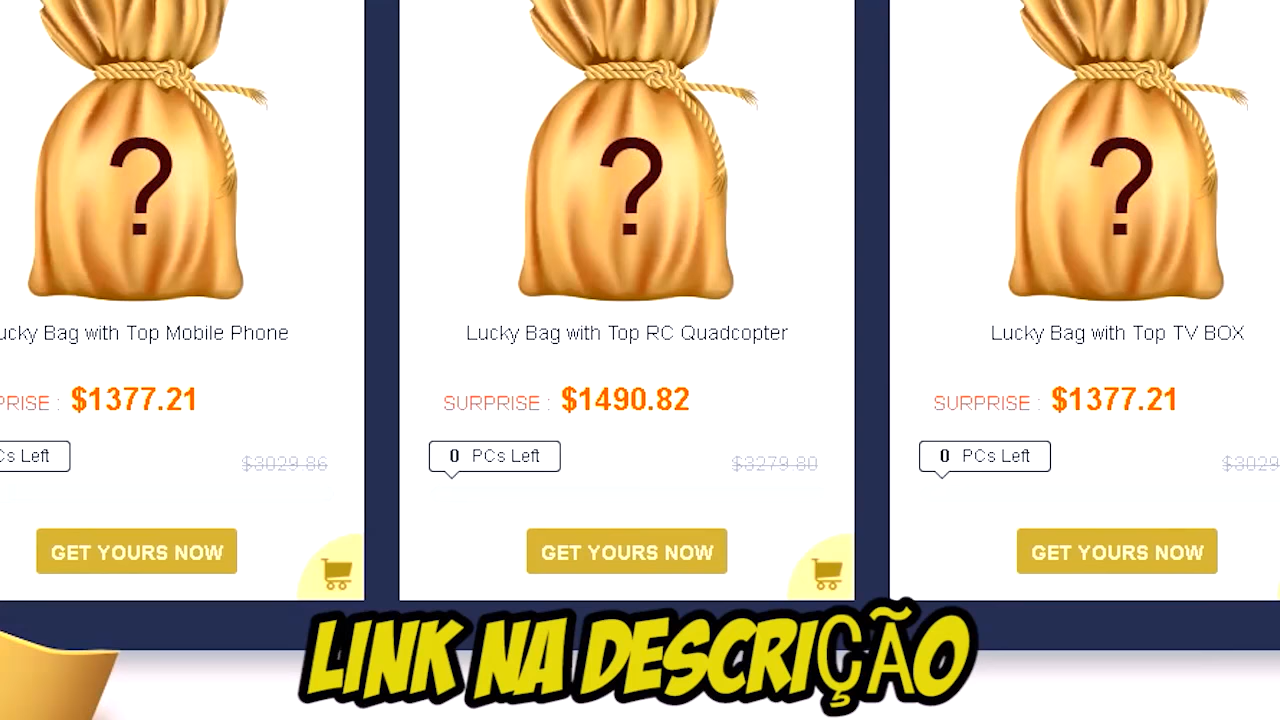 ?
?
?
ucky Bag with Top Mobile Phone
Lucky Bag with Top RC Quadcopter
Lucky Bag with Top TV BOX
PRISE : $1377.21
SURPRISE : $1490.82
SURPRISE : $1377.21
Cs Left
$3029.86
0 PCs Left
$3279.80
0 PCs Left
$3029
GET YOURS NOW
GET YOURS NOW
GET YOURS NOW
LINK NA DESCRIÇÃO